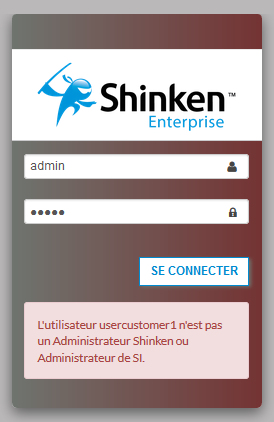 Shinken™
Enterprise
admin
•••••
SE CONNECTER
L'utilisateur usercustomer1 n'est pas
un Administrateur Shinken ou
Administrateur de SI.